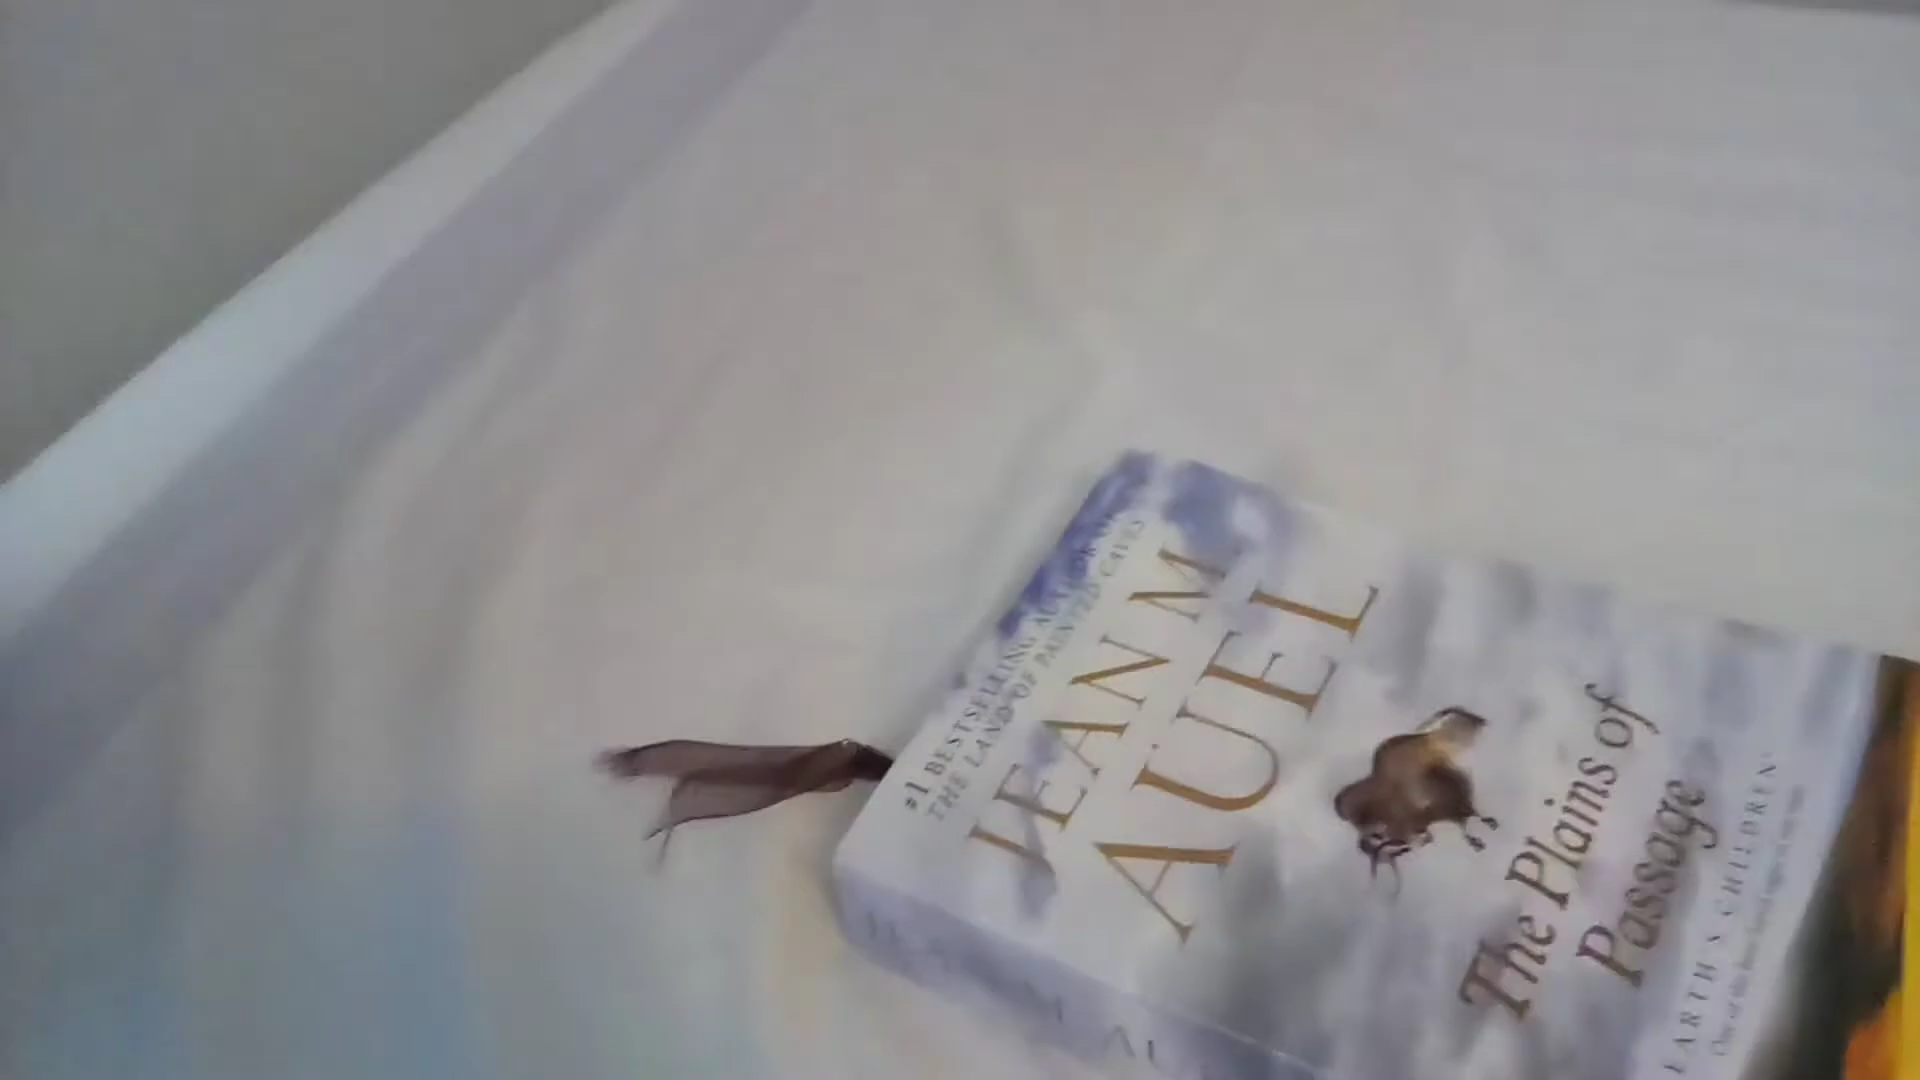 #1 BESTSELLING AUTHOR OF
THE LAND OF PAINTED CAVES
JEAN M
AUEL
The Plains of
Passage
EARTH'S CHILDREN